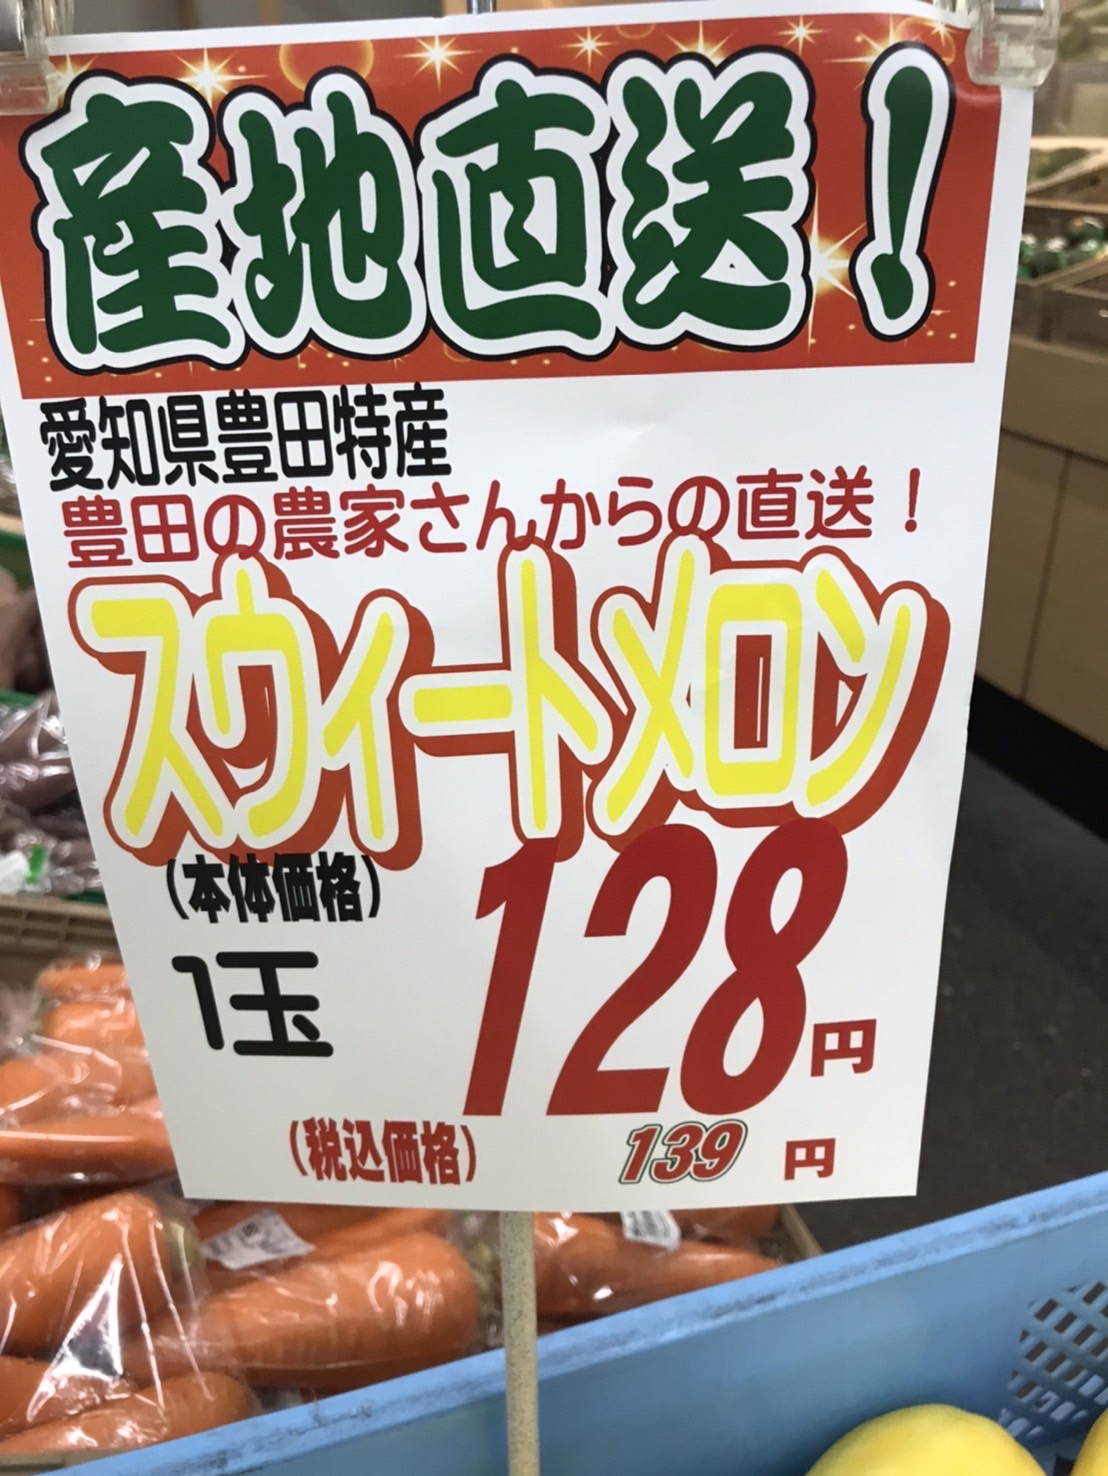 産地直送!
愛知県豊田特産
豊田の農家さんからの直送！
スウィートメロン
(本体価格)
1玉
128円
(税込価格)
139円